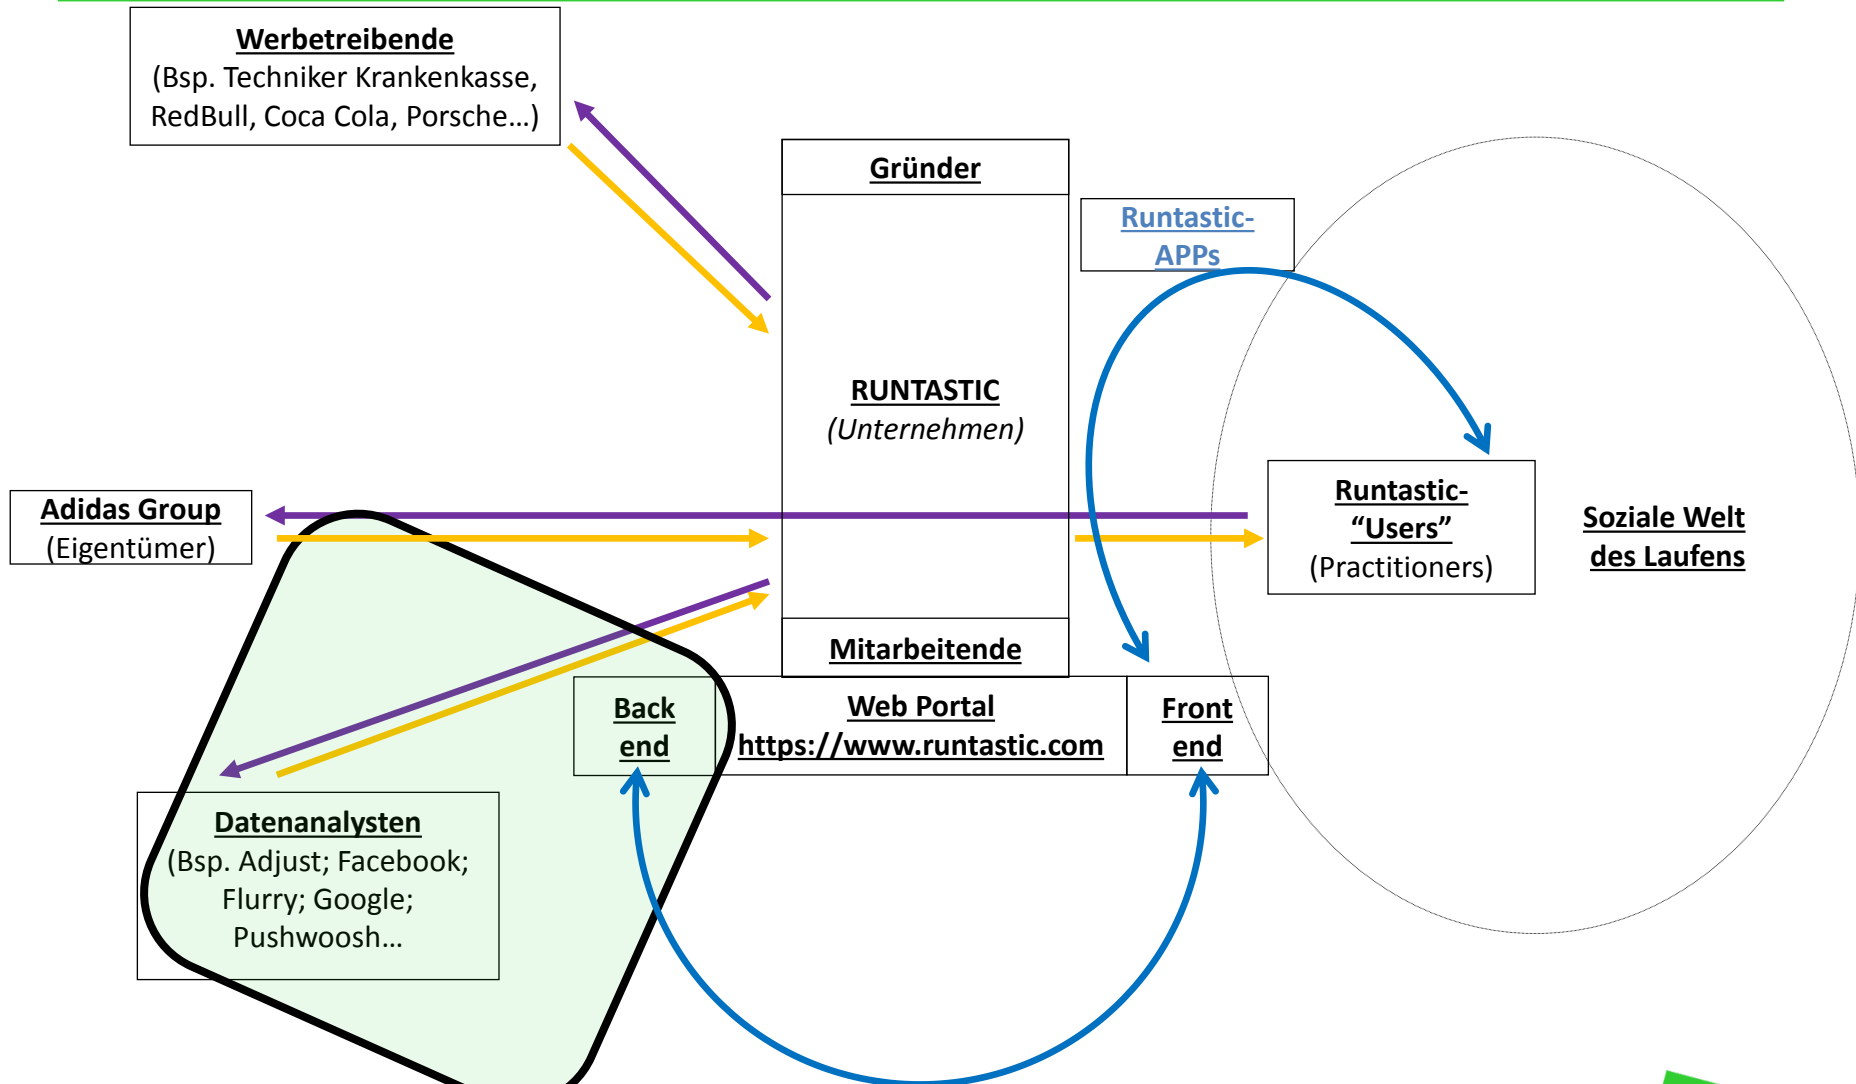 Werbetreibende
(Bsp. Techniker Krankenkasse,
RedBull, Coca Cola, Porsche…)
Gründer
Runtastic-
APPs
RUNTASTIC
(Unternehmen)
Adidas Group
(Eigentümer)
Runtastic-
“Users”
(Practitioners)
Soziale Welt
des Laufens
Mitarbeitende
Back
end
Web Portal
https://www.runtastic.com
Front
end
Datenanalysten
(Bsp. Adjust; Facebook;
Flurry; Google;
Pushwoosh…